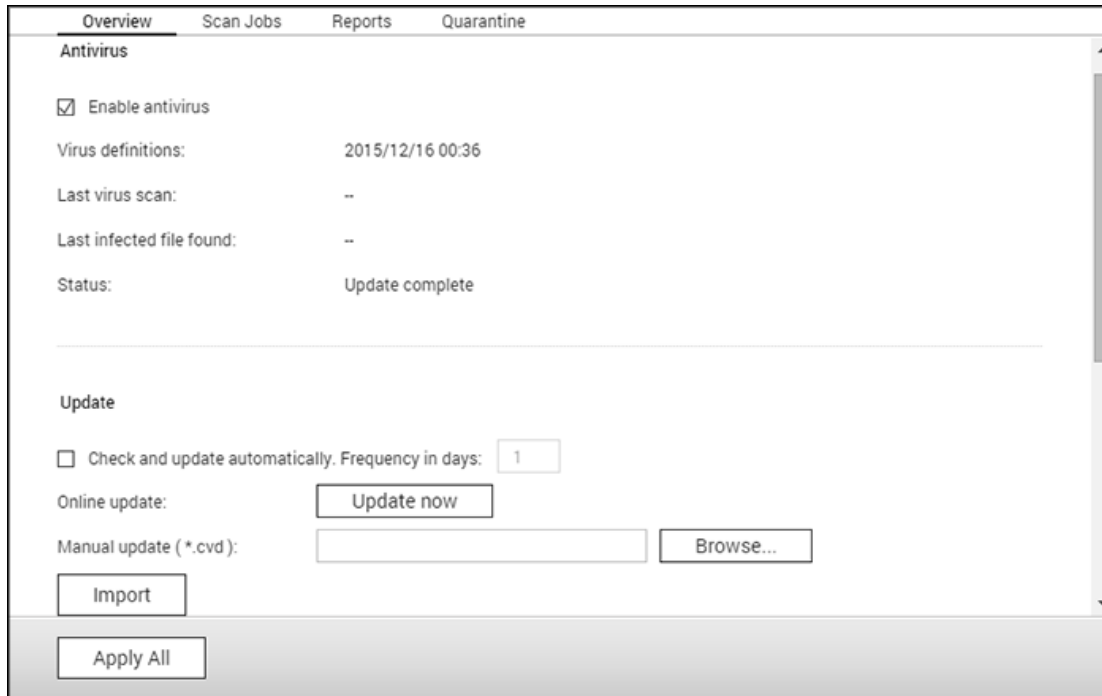 Overview Scan Jobs Reports Quarantine
Antivirus
Enable antivirus
Virus definitions: 2015/12/16 00:36
Last virus scan: --
Last infected file found: --
Status: Update complete
Update
Check and update automatically. Frequency in days: 1
Online update: Update now
Manual update ( *.cvd ): Browse...
Import
Apply All